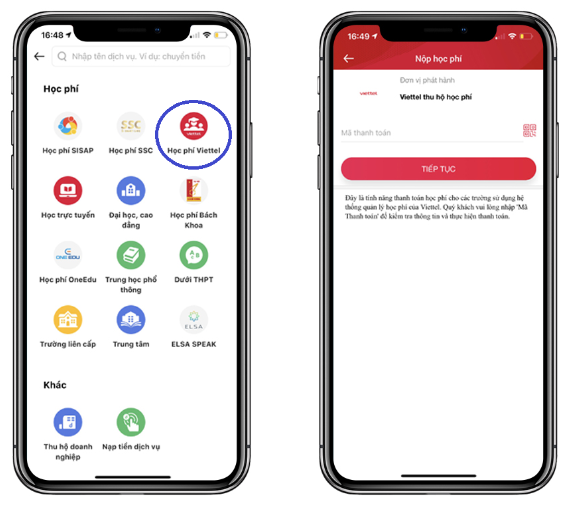 16:48
Nhập tên dịch vụ. Ví dụ: chuyển tiền
Học phí
SSC
VIETTEL
Học phí SISAP
Học phí SSC
Học phí Viettel
Học trực tuyến
Đại học, cao
đẳng
Học phí Bách
Khoa
ONE EDU
Học phí OneEdu
Trung học phổ
thông
Dưới THPT
ELSA
Trường liên cấp
Trung tâm
ELSA SPEAK
Khác
Thu hộ doanh
nghiệp
Nạp tiền dịch vụ
16:49
Nộp học phí
Đơn vị phát hành
viettel
Viettel thu hộ học phí
Mã thanh toán
TIẾP TỤC
Đây là tính năng thanh toán học phí cho các trường sử dụng hệ
thống quản lý học phí của Viettel. Quý khách vui lòng nhập 'Mã
Thanh toán' để kiểm tra thông tin và thực hiện thanh toán.